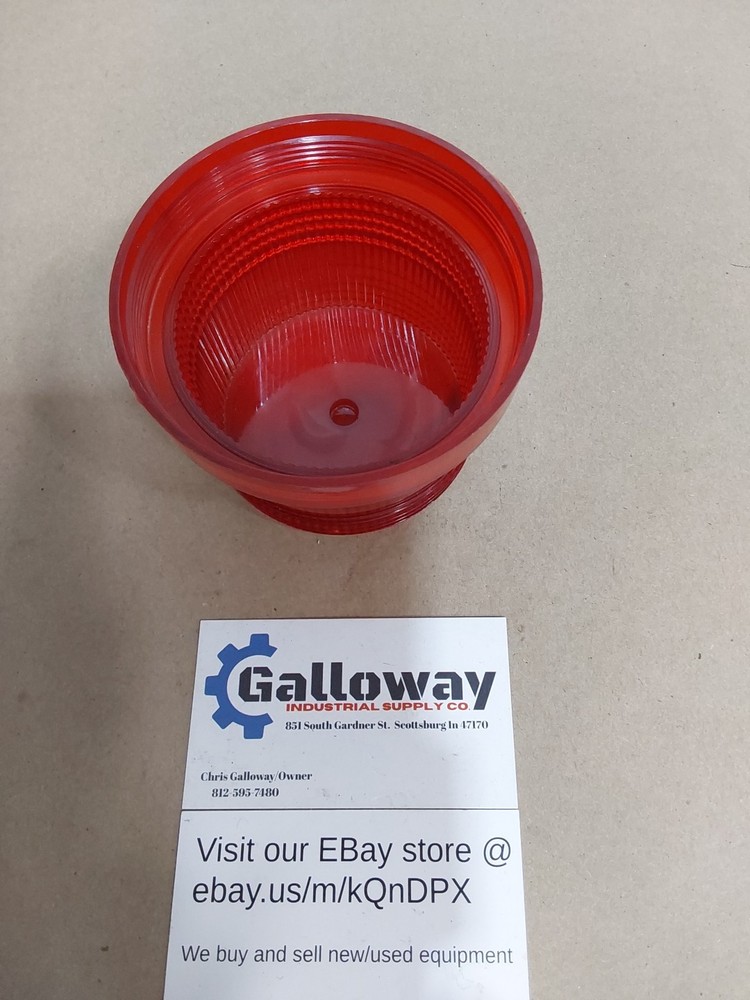 Galloway
INDUSTRIAL SUPPLY CO.
851 South Gardner St. Scottsburg In 47170
Chris Galloway/Owner
812-595-7480
Visit our EBay store @
ebay.us/m/kQnDPX
We buy and sell new/used equipment